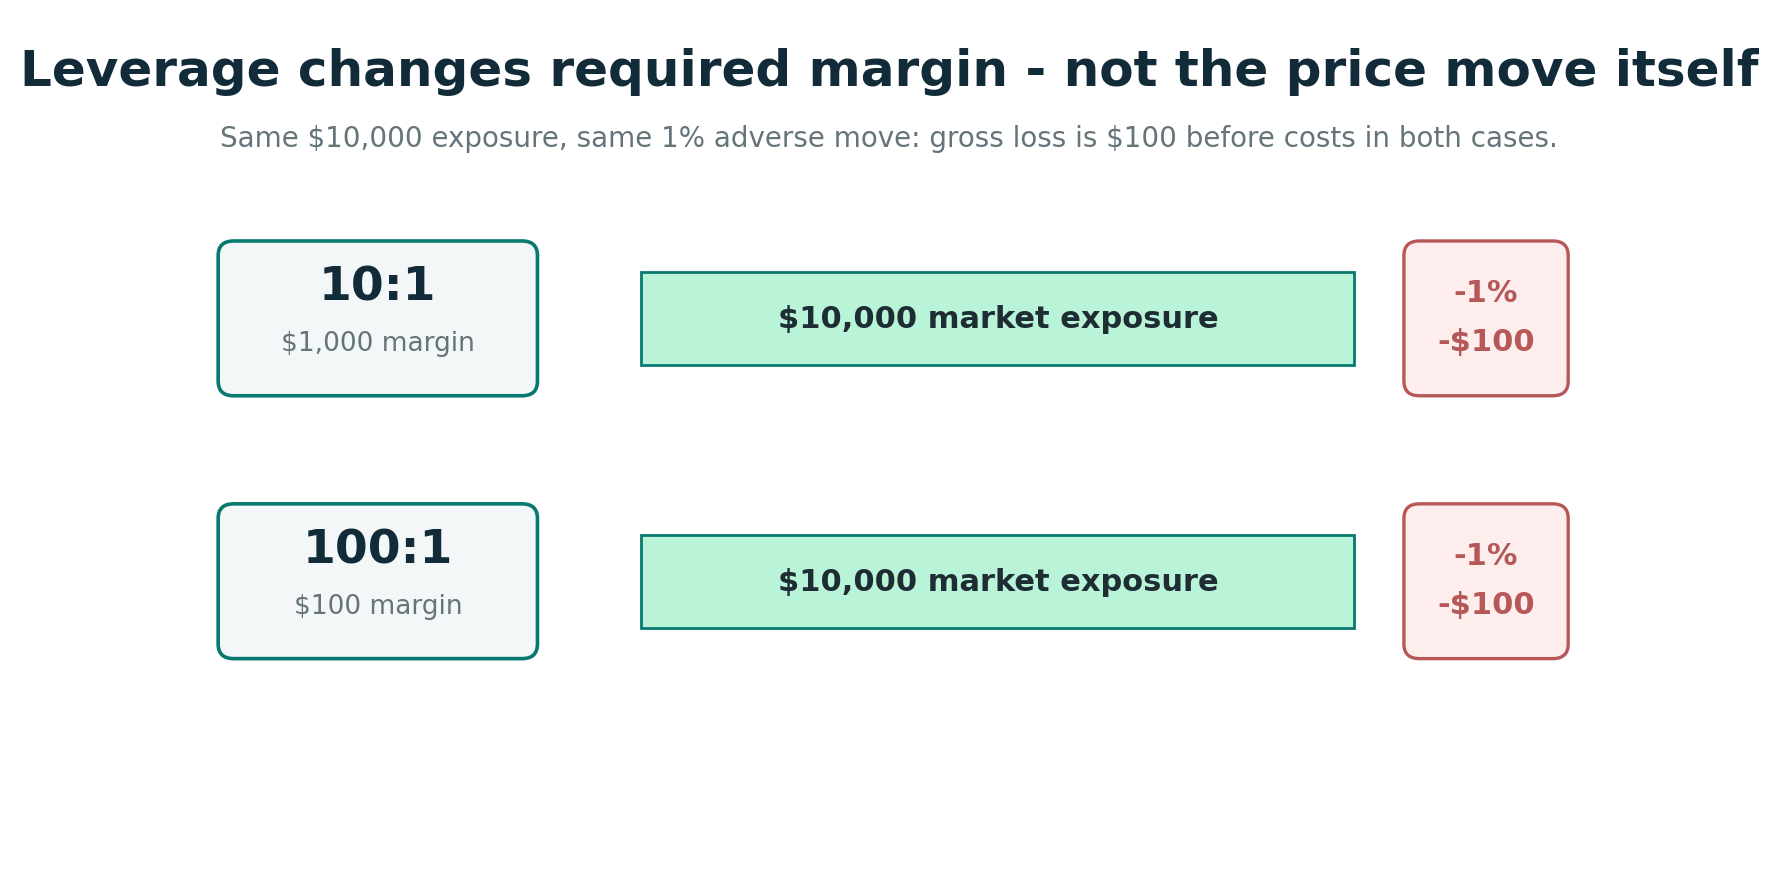 Leverage changes required margin - not the price move itself
Same $10,000 exposure, same 1% adverse move: gross loss is $100 before costs in both cases.
10:1
$1,000 margin
$10,000 market exposure
-1%
-$100
100:1
$100 margin
$10,000 market exposure
-1%
-$100